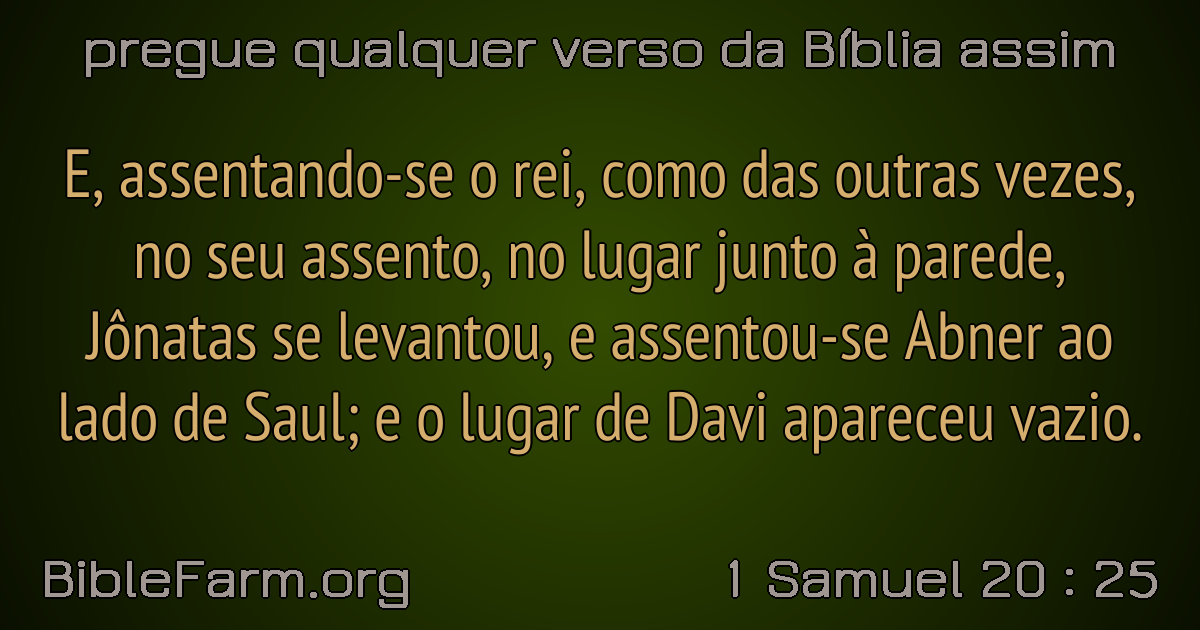 pregue qualquer verso da Bíblia assim
E, assentando-se o rei, como das outras vezes,
no seu assento, no lugar junto à parede,
Jônatas se levantou, e assentou-se Abner ao
lado de Saul; e o lugar de Davi apareceu vazio.
BibleFarm.org
1 Samuel 20 : 25